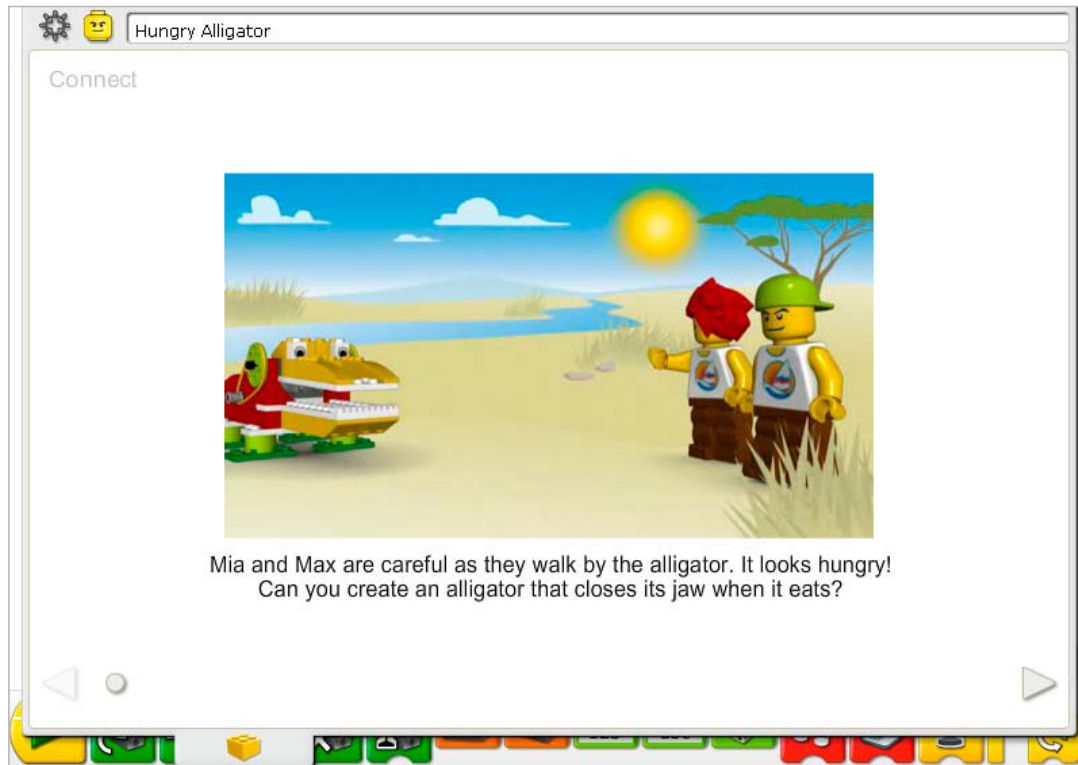 Hungry Alligator
Connect
Mia and Max are careful as they walk by the alligator. It looks hungry!
Can you create an alligator that closes its jaw when it eats?